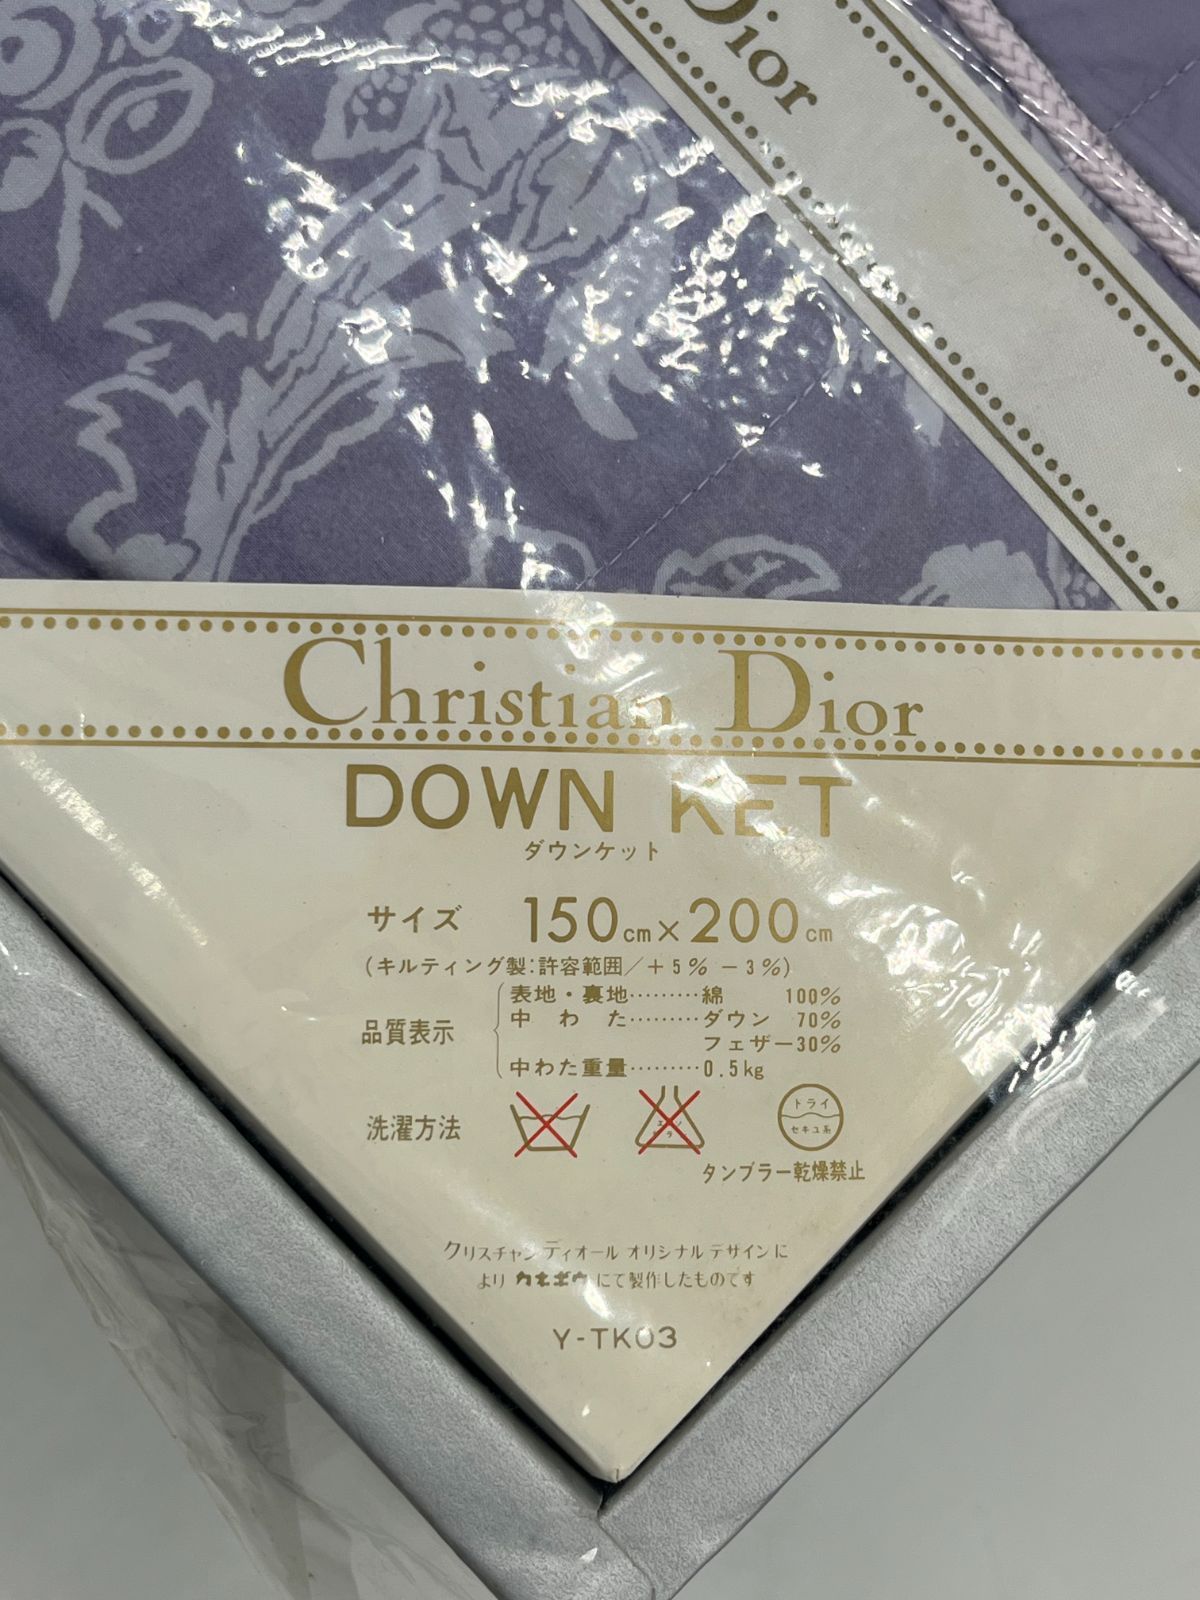 Dior
Christian Dior
DOWN KET
ダウンケット
サイズ 150cm×200cm
(キルティング製:許容範囲/+5% -3%)
品質表示
表地・裏地………綿 100%
中わた………ダウン 70%
フェザー30%
中わた重量………0.5kg
洗濯方法
ドライ
セキユ系
タンブラー乾燥禁止
クリスチャン ディオール オリジナル デザインに
より カネボウ にて製作したものです
Y-TK03